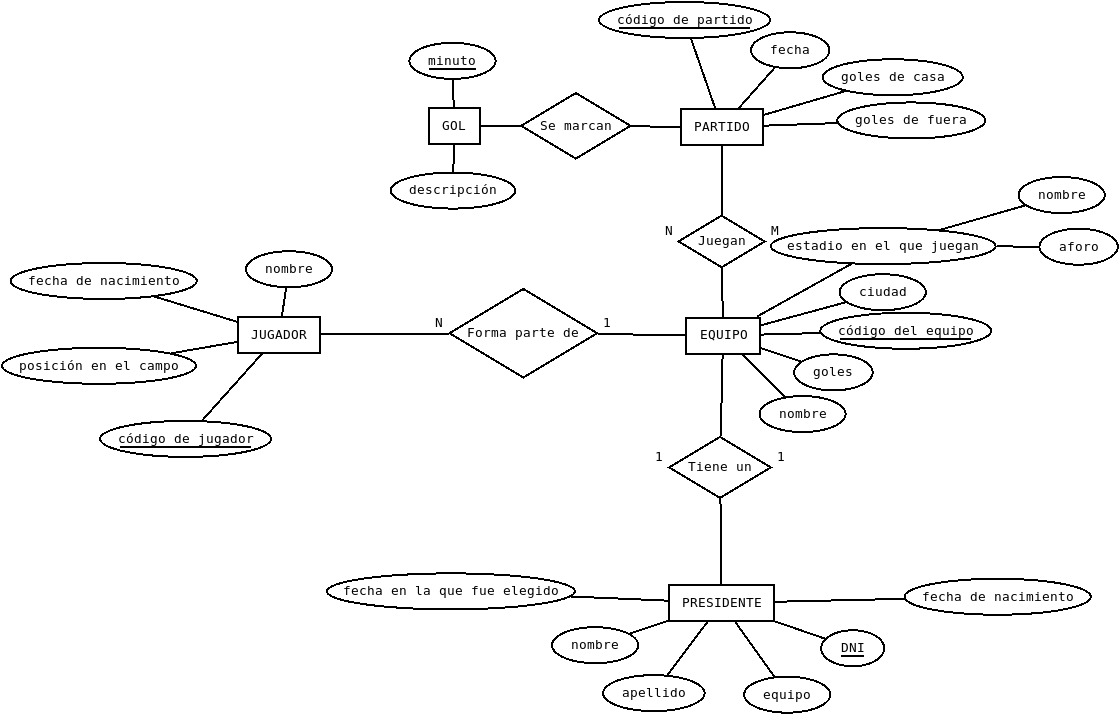 código de partido
fecha
minuto
goles de casa
GOL
Se marcan
PARTIDO
goles de fuera
descripción
nombre
N
M
Juegan
estadio en el que juegan
aforo
nombre
fecha de nacimiento
ciudad
N
1
JUGADOR
Forma parte de
EQUIPO
código del equipo
posición en el campo
goles
nombre
código de jugador
1
1
Tiene un
fecha en la que fue elegido
PRESIDENTE
fecha de nacimiento
nombre
DNI
apellido
equipo